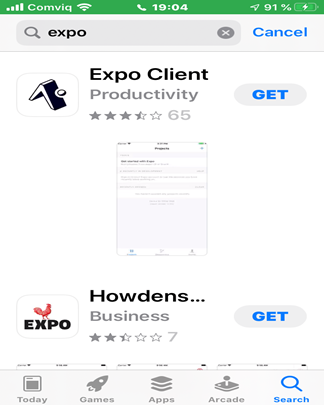 Comviq 19:04 91 %
expo Cancel
Expo Client
Productivity
GET
65
Projects
Howdens...
Business
GET
7
EXPO
Today Games Apps Arcade Search